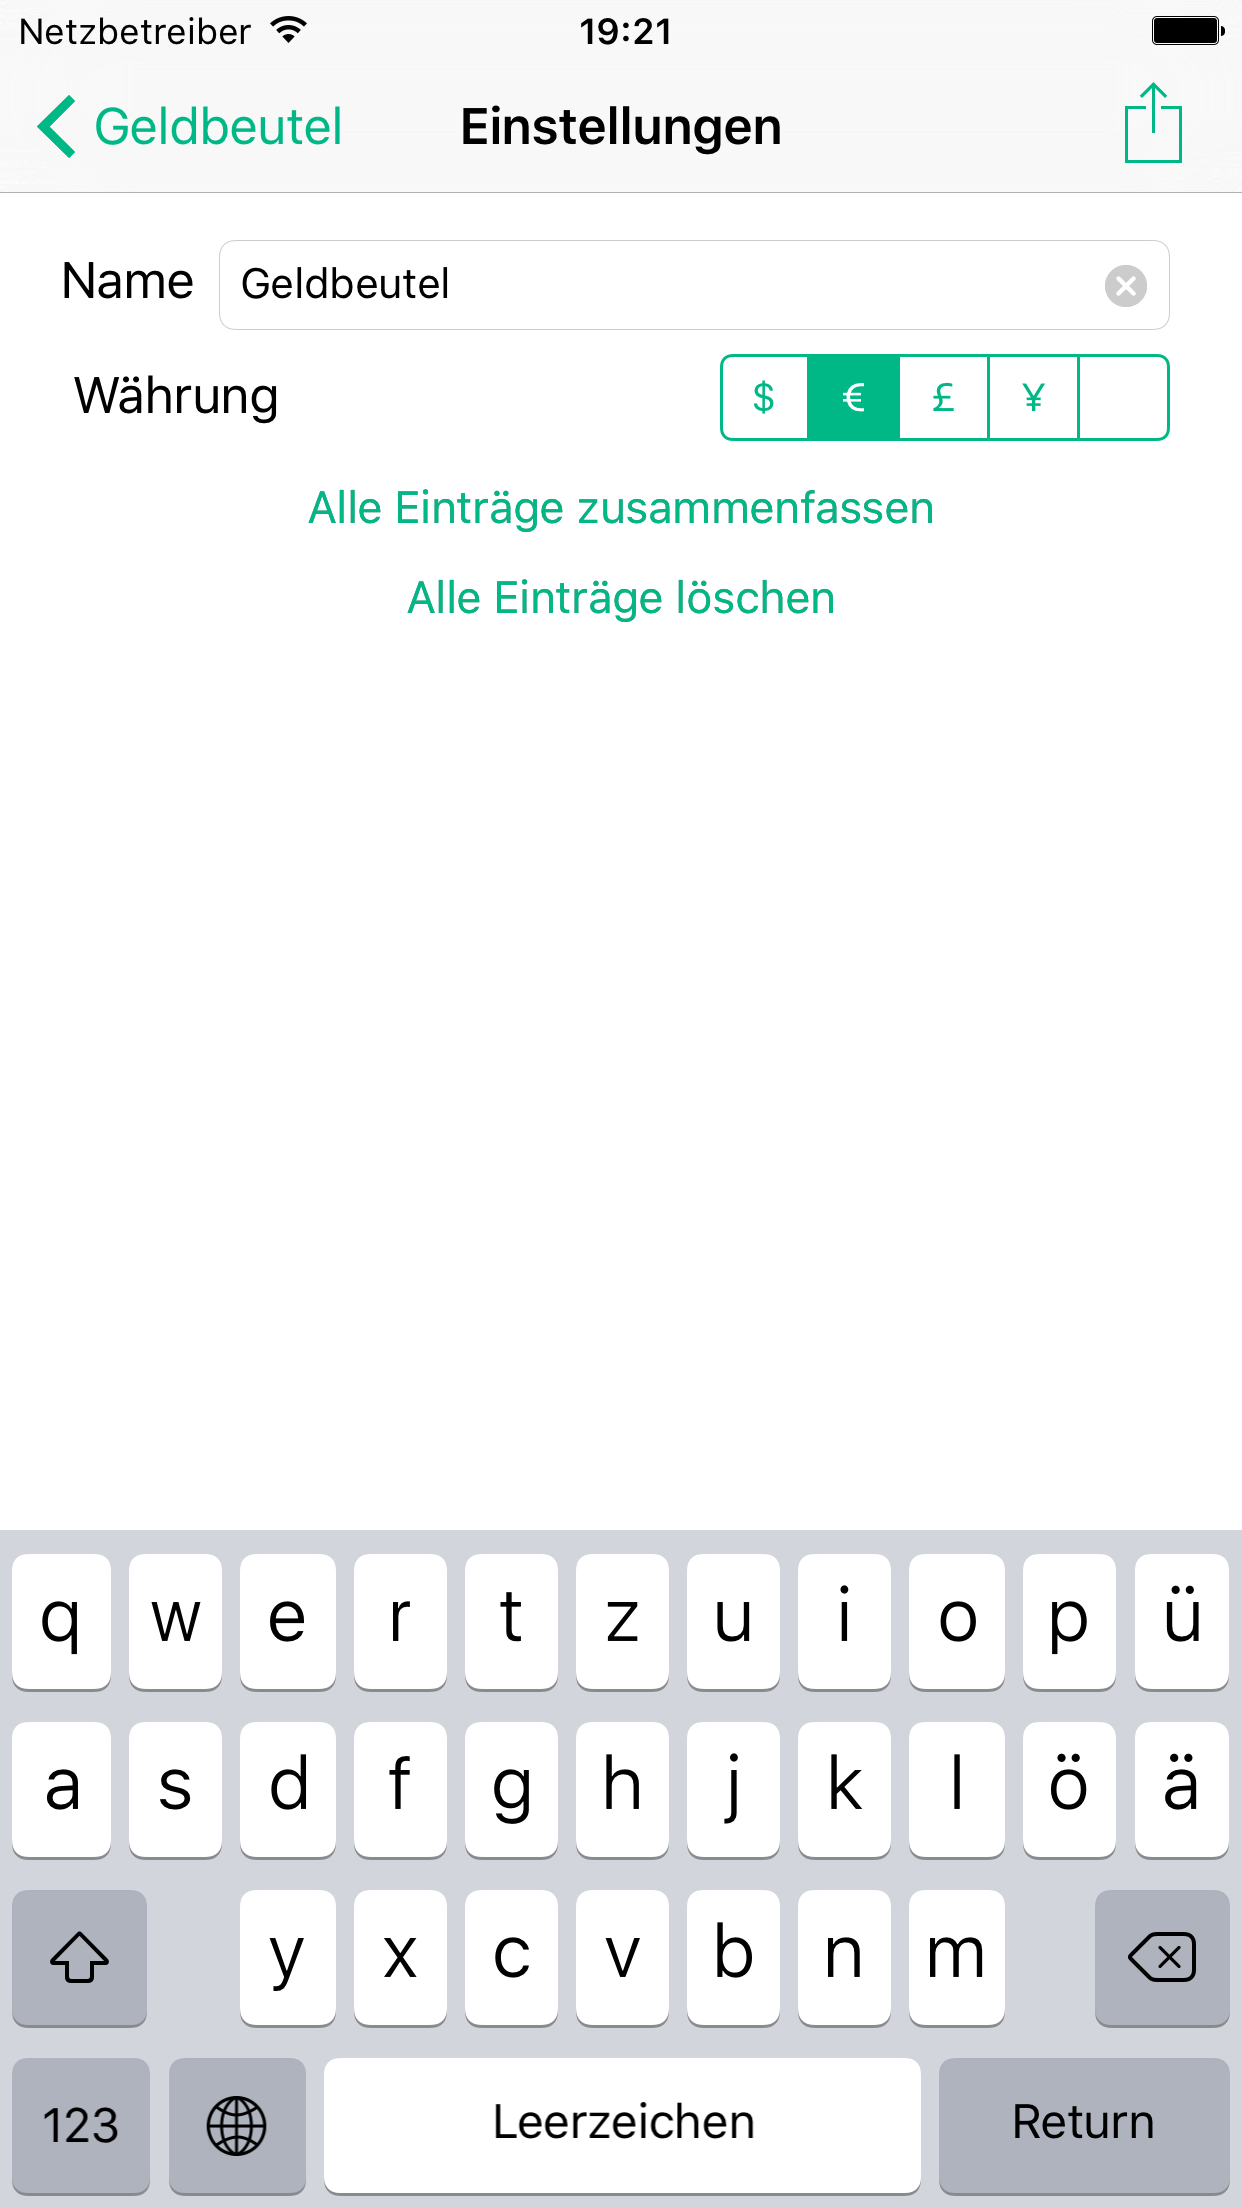 Netzbetreiber 19:21
Geldbeutel Einstellungen
Name Geldbeutel
Währung $ € £ ¥
Alle Einträge zusammenfassen
Alle Einträge löschen
q w e r t z u i o p ü
a s d f g h j k l ö ä
y x c v b n m
123 Leerzeichen Return